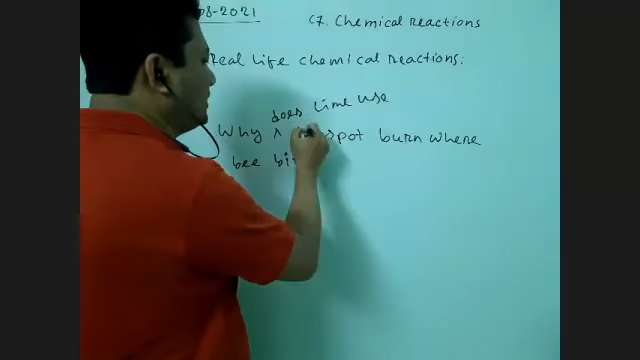 08-2021
C7. Chemical reactions
Real Life chemical reactions:
does lime use
Why ^ spot burn where
bee bit